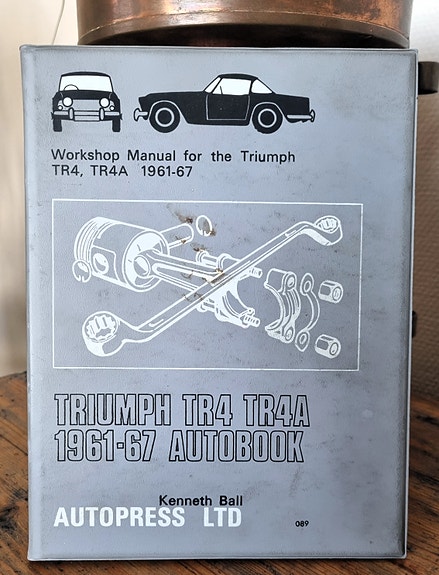 Workshop Manual for the Triumph
TR4, TR4A 1961-67
TRIUMPH TR4 TR4A
1961-67 AUTOBOOK
Kenneth Ball
AUTOPRESS LTD
089